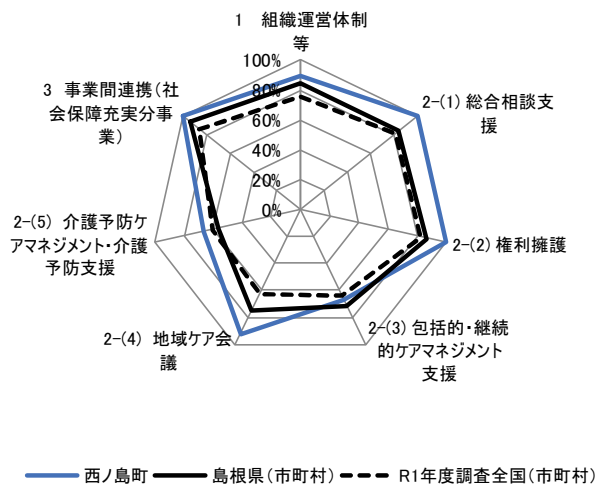 1 組織運営体制
等
100%
80%
60%
40%
20%
0%
2-(1) 総合相談支
援
2-(2) 権利擁護
2-(3) 包括的・継続
的ケアマネジメント
支援
2-(4) 地域ケア会
議
2-(5) 介護予防ケ
アマネジメント・介護
予防支援
3 事業間連携(社
会保障充実分事
業)
西ノ島町
島根県(市町村)
R1年度調査全国(市町村)